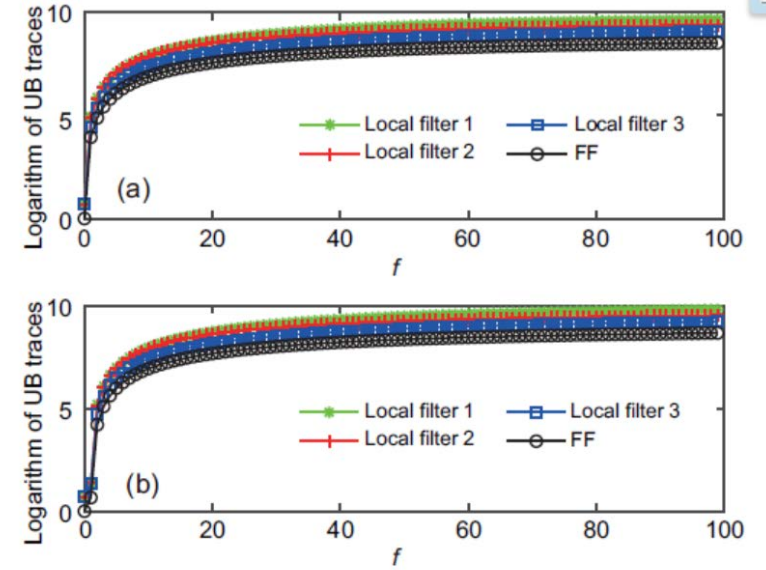 Logarithm of UB traces
10
5
0
Local filter 1
Local filter 3
Local filter 2
FF
(a)
0 20 40 60 80 100
f
Logarithm of UB traces
10
5
0
Local filter 1
Local filter 3
Local filter 2
FF
(b)
0 20 40 60 80 100
f